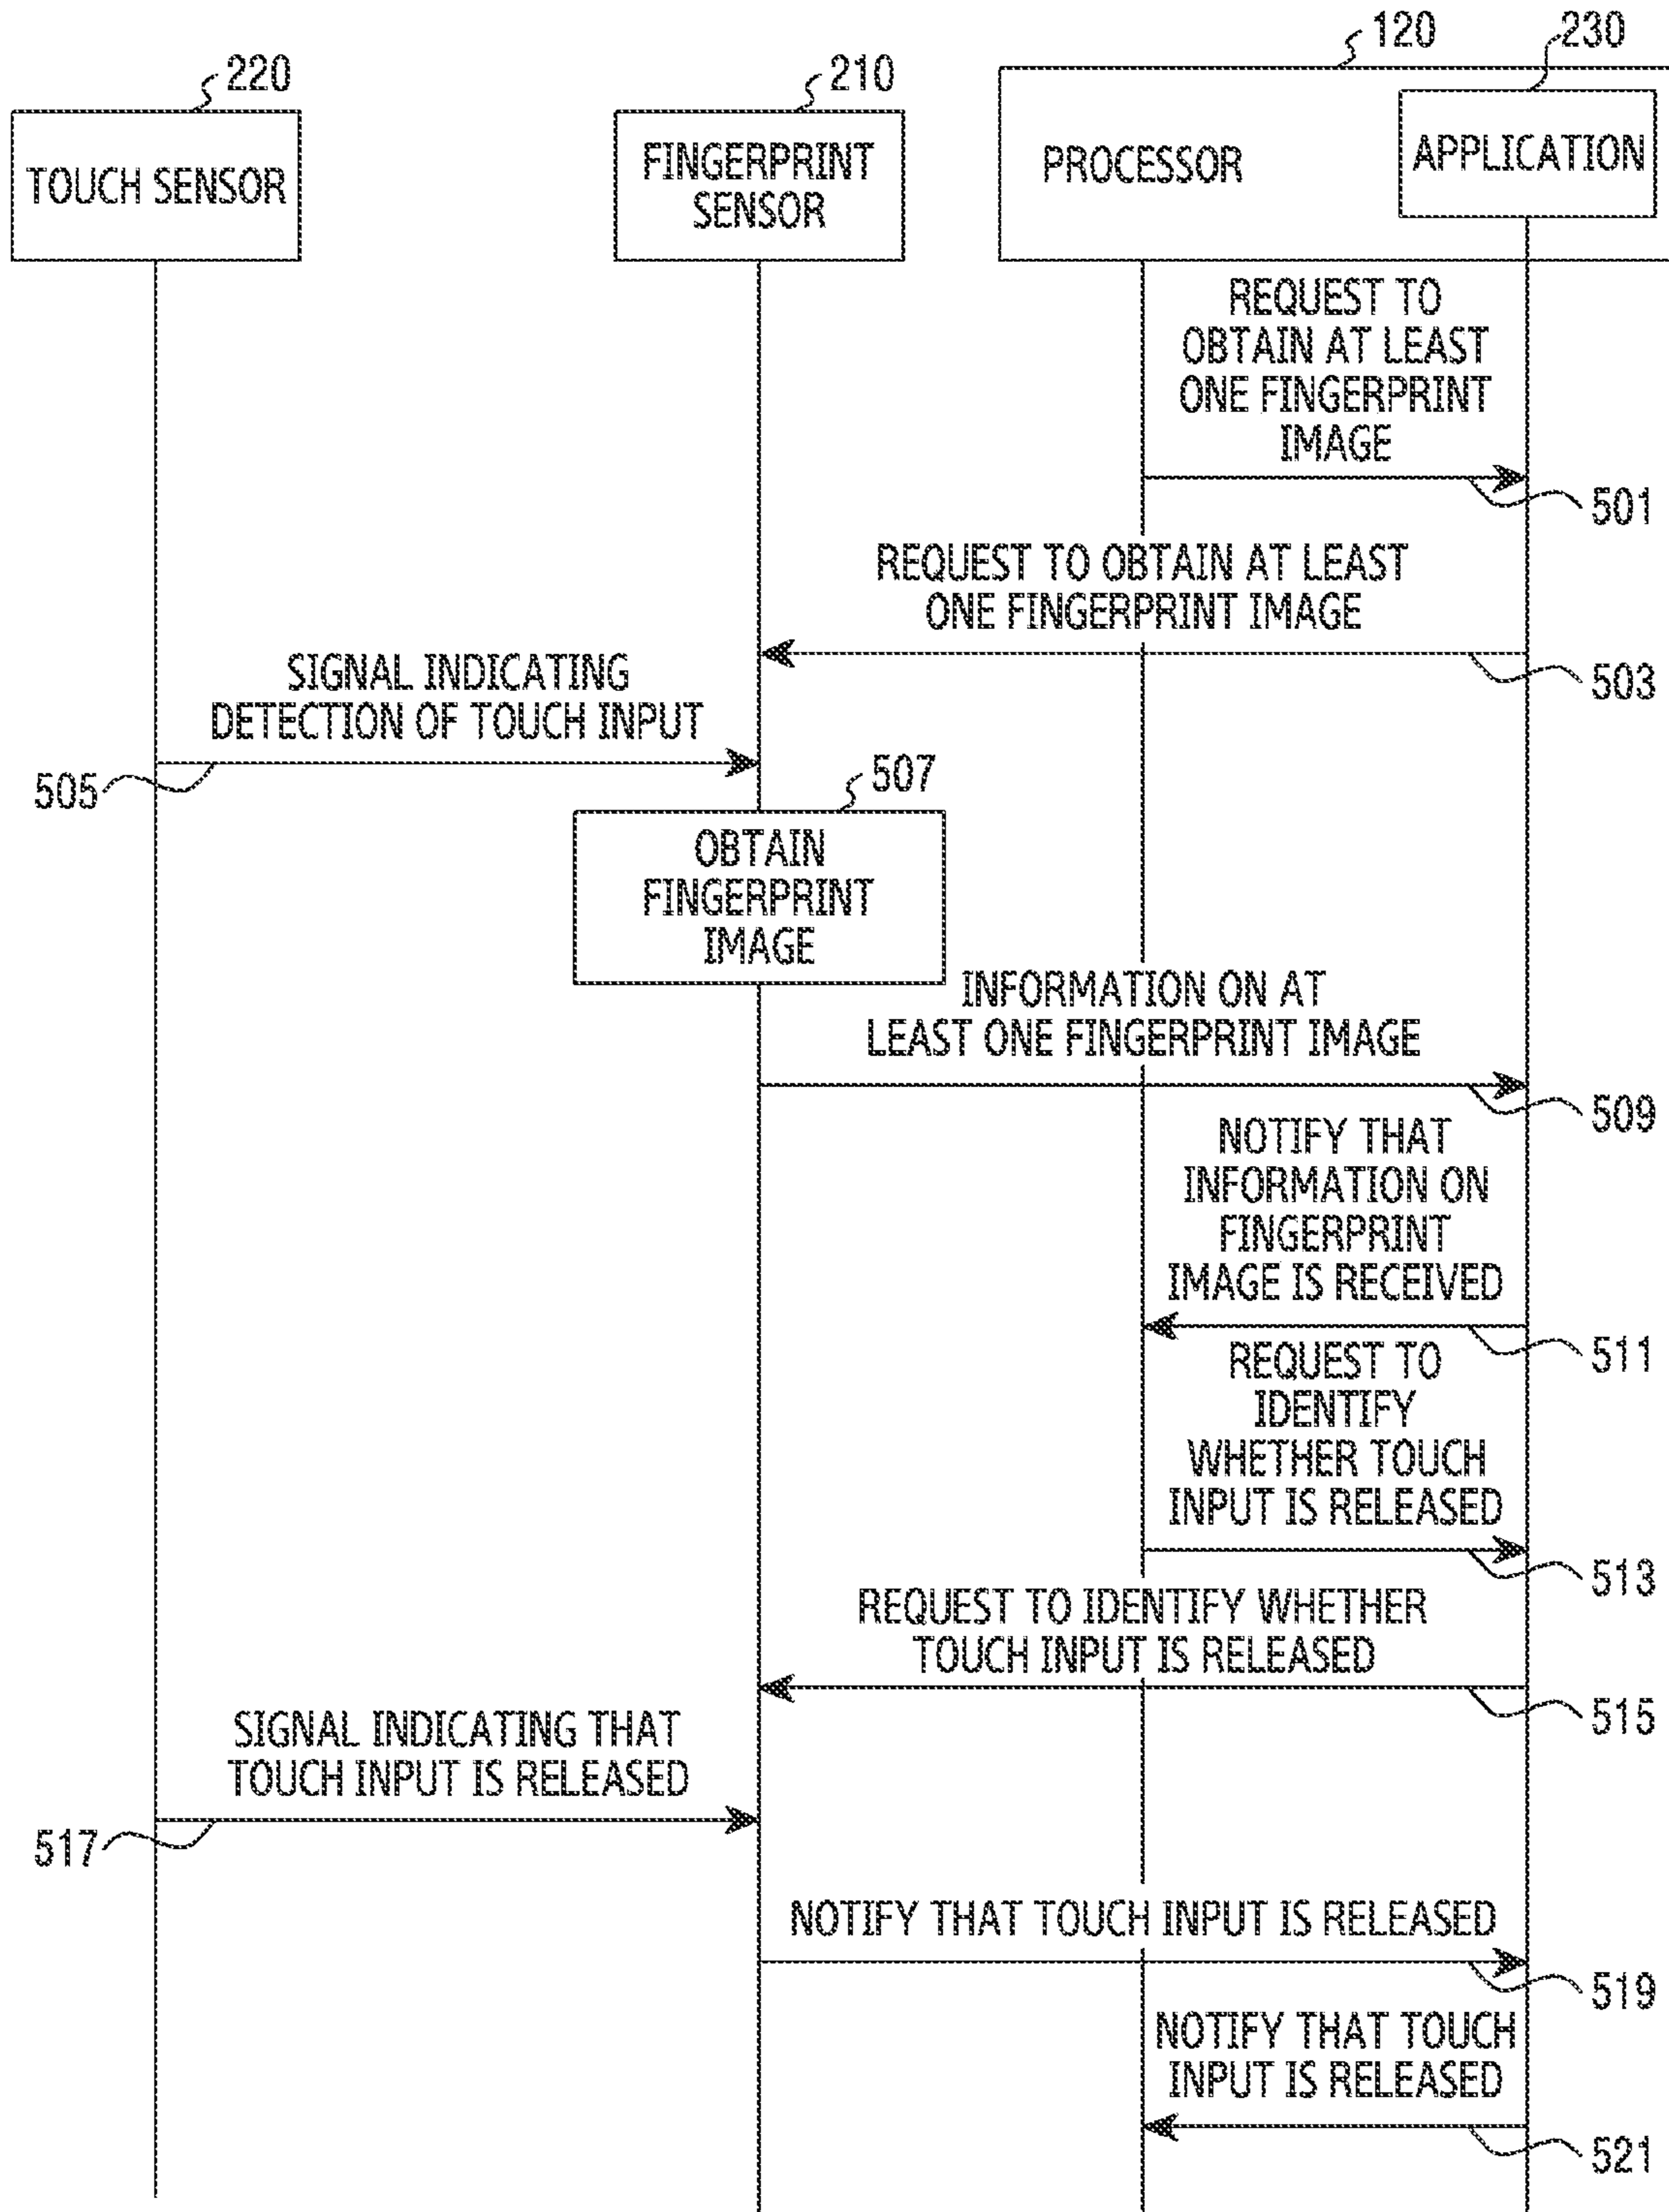 120
230
220
210
TOUCH SENSOR
FINGERPRINT
SENSOR
PROCESSOR
APPLICATION
REQUEST TO
OBTAIN AT LEAST
ONE FINGERPRINT
IMAGE
501
REQUEST TO OBTAIN AT LEAST
ONE FINGERPRINT IMAGE
503
SIGNAL INDICATING
DETECTION OF TOUCH INPUT
505
507
OBTAIN
FINGERPRINT
IMAGE
INFORMATION ON AT
LEAST ONE FINGERPRINT IMAGE
509
NOTIFY THAT
INFORMATION ON
FINGERPRINT
IMAGE IS RECEIVED
511
REQUEST TO
IDENTIFY
WHETHER TOUCH
INPUT IS RELEASED
513
REQUEST TO IDENTIFY WHETHER
TOUCH INPUT IS RELEASED
515
SIGNAL INDICATING THAT
TOUCH INPUT IS RELEASED
517
NOTIFY THAT TOUCH INPUT IS RELEASED
519
NOTIFY THAT TOUCH
INPUT IS RELEASED
521